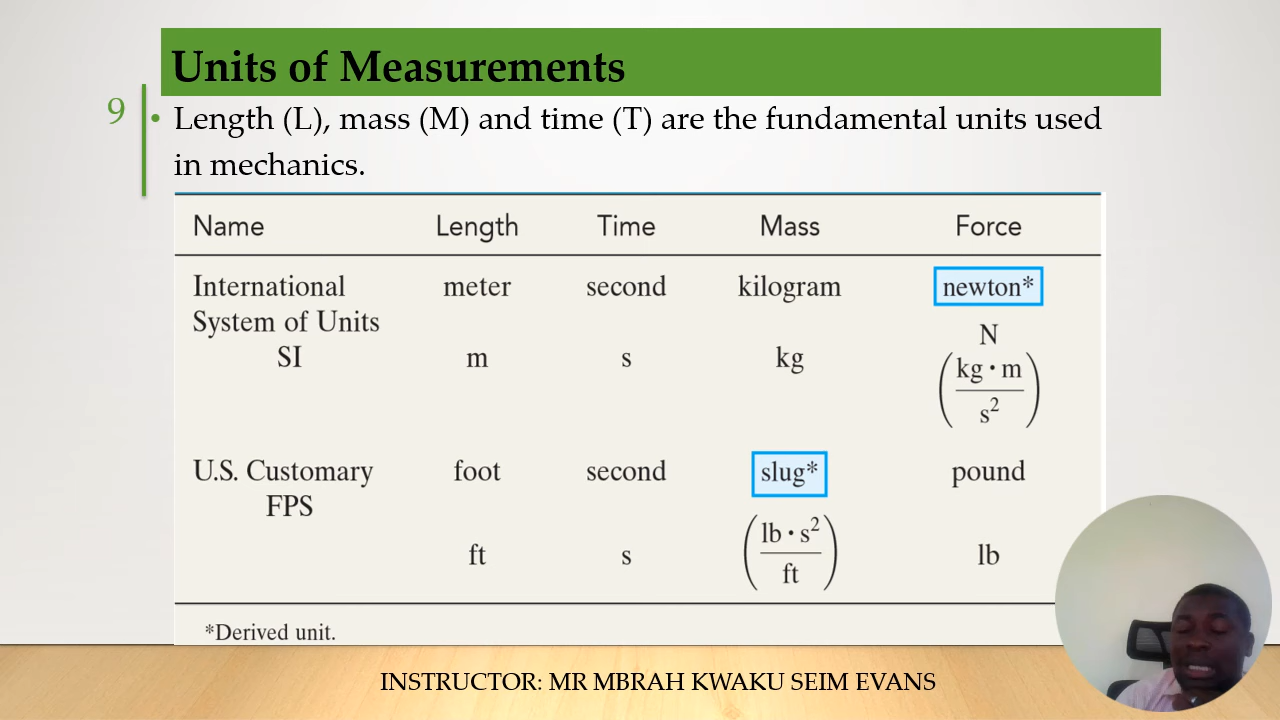 Units of Measurements
9
• Length (L), mass (M) and time (T) are the fundamental units used
in mechanics.
Name Length Time Mass Force
International meter second kilogram newton*
System of Units
N
SI m s kg (kg · m / s²)
U.S. Customary foot second slug* pound
FPS
ft s (lb · s² / ft) lb
*Derived unit.
INSTRUCTOR: MR MBRAH KWAKU SEIM EVANS